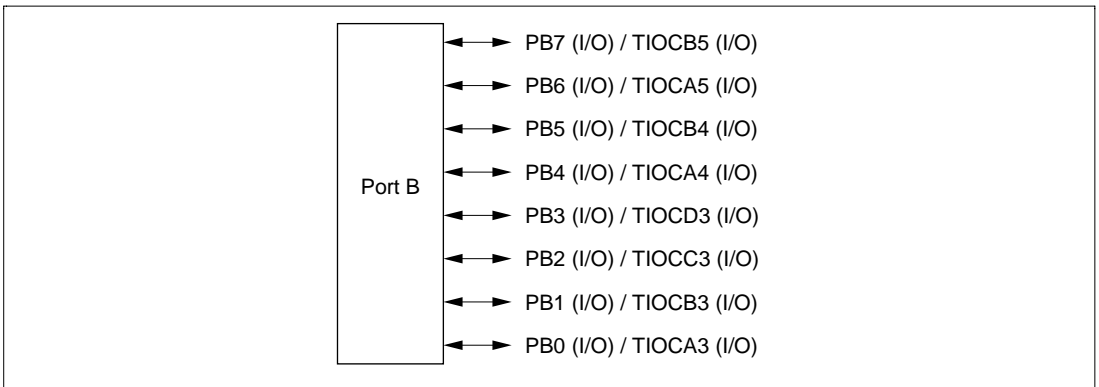 PB7 (I/O) / TIOCB5 (I/O)
PB6 (I/O) / TIOCA5 (I/O)
PB5 (I/O) / TIOCB4 (I/O)
Port B
PB4 (I/O) / TIOCA4 (I/O)
PB3 (I/O) / TIOCD3 (I/O)
PB2 (I/O) / TIOCC3 (I/O)
PB1 (I/O) / TIOCB3 (I/O)
PB0 (I/O) / TIOCA3 (I/O)